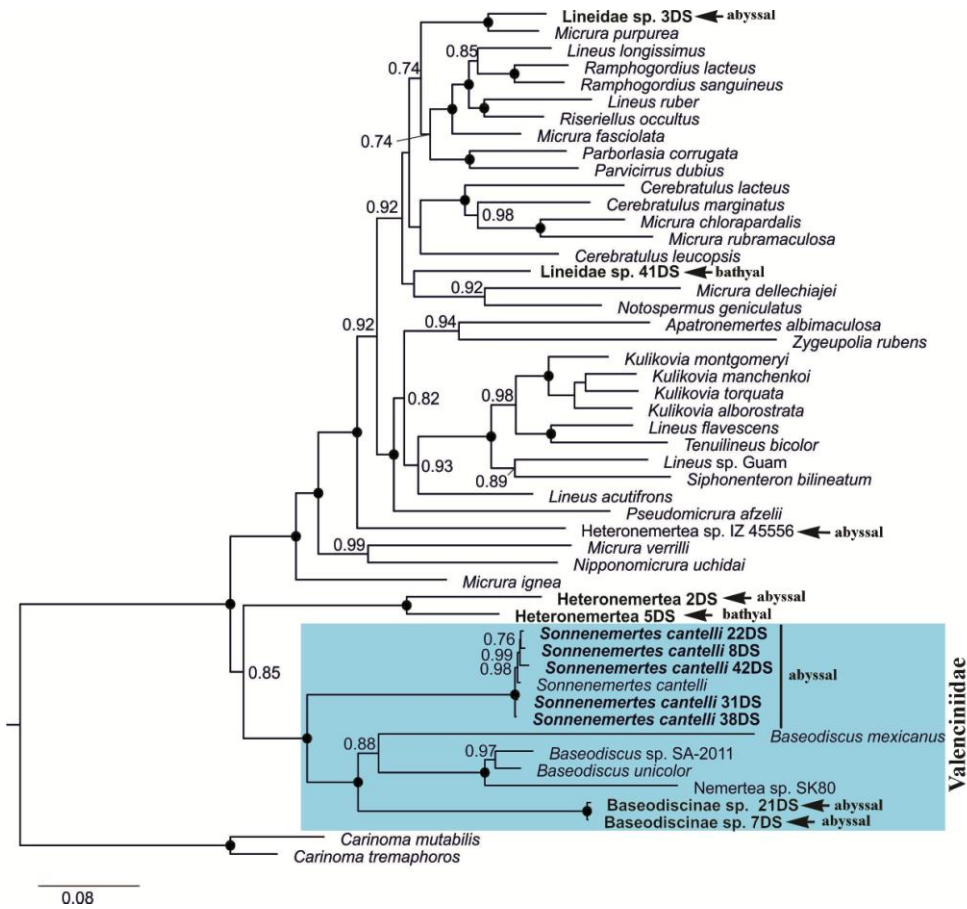 Lineidae sp. 3DS abyssal
Micrura purpurea
0.85 Lineus longissimus
0.74 Ramphogordius lacteus
Ramphogordius sanguineus
Lineus ruber
Riseriellus occultus
0.74 Micrura fasciolata
Parborlasia corrugata
Parvicirrus dubius
Cerebratulus lacteus
0.92 Cerebratulus marginatus
0.98 Micrura chlorapardalis
Micrura rubramaculosa
Cerebratulus leucopsis
Lineidae sp. 41DS bathyal
0.92 Micrura dellechiajei
Notospermus geniculatus
0.92 0.94 Apatronemertes albimaculosa
Zygeupolia rubens
Kulikovia montgomeryi
Kulikovia manchenkoi
0.82 0.98 Kulikovia torquata
Kulikovia alborostrata
Lineus flavescens
Tenuilineus bicolor
0.93 Lineus sp. Guam
0.89 Siphonenteron bilineatum
Lineus acutifrons
Pseudomicrura afzelii
Heteronemertea sp. IZ 45556 abyssal
0.99 Micrura verrilli
Nipponomicrura uchidai
Micrura ignea
Heteronemertea 2DS abyssal
Heteronemertea 5DS bathyal
0.76 Sonnenemertes cantelli 22DS
0.99 Sonnenemertes cantelli 8DS
0.98 Sonnenemertes cantelli 42DS abyssal
0.85 Sonnenemertes cantelli
Sonnenemertes cantelli 31DS
Sonnenemertes cantelli 38DS
Valenciniidae
0.88 Baseodiscus mexicanus
0.97 Baseodiscus sp. SA-2011
Baseodiscus unicolor
Nemertea sp. SK80
Baseodiscinae sp. 21DS abyssal
Baseodiscinae sp. 7DS abyssal
Carinoma mutabilis
Carinoma tremaphoros
0.08